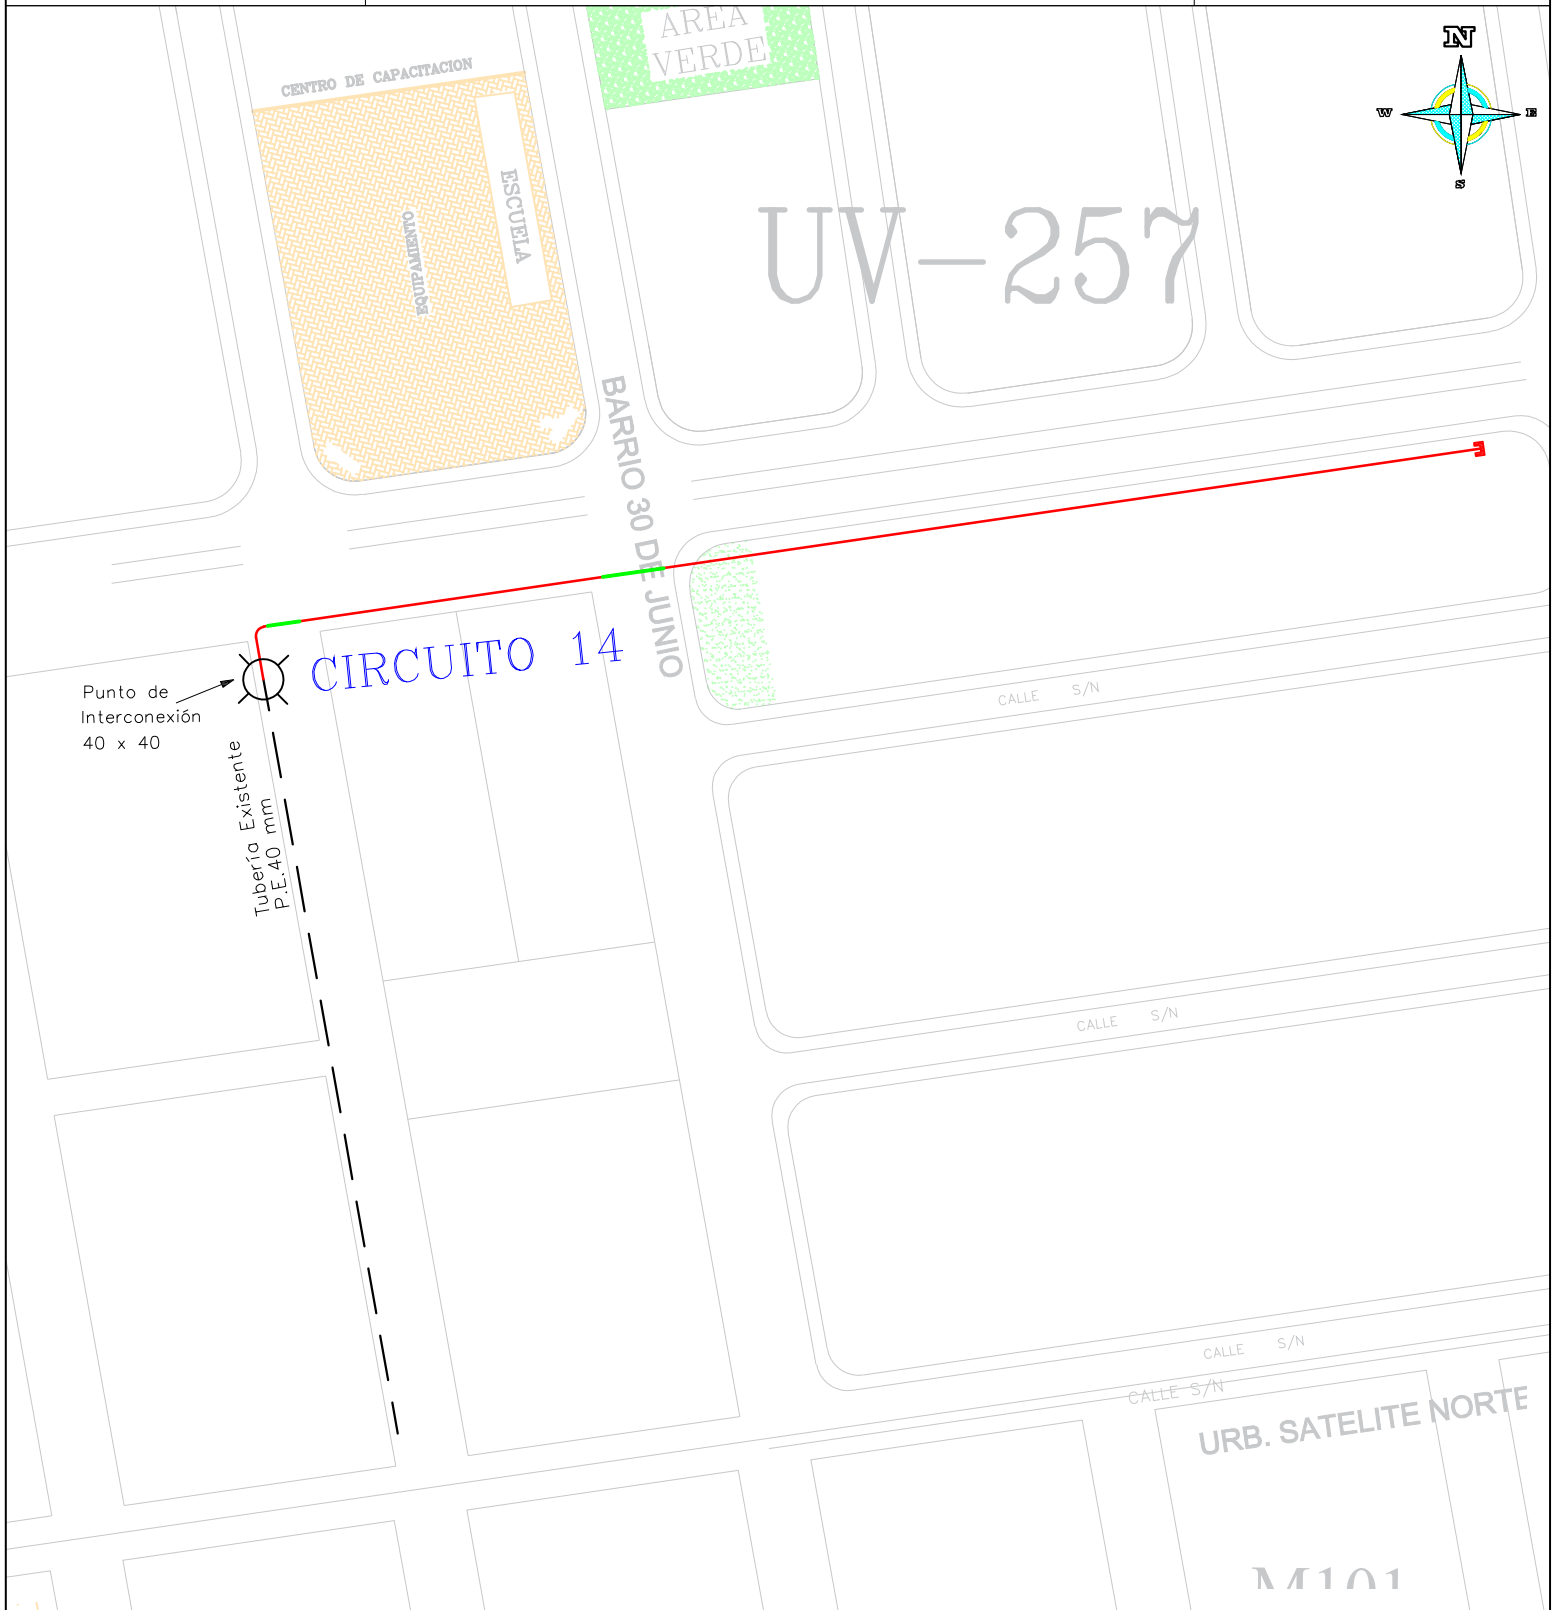 AREA
VERDE
N
W
E
S
CENTRO DE CAPACITACION
ESCUELA
EQUIPAMIENTO
UV-257
BARRIO 30 DE JUNIO
CIRCUITO 14
Punto de
Interconexión
40 x 40
Tubería Existente
P.E.40 mm
CALLE S/N
CALLE S/N
CALLE S/N
CALLE S/N
URB. SATELITE NORTE
M101